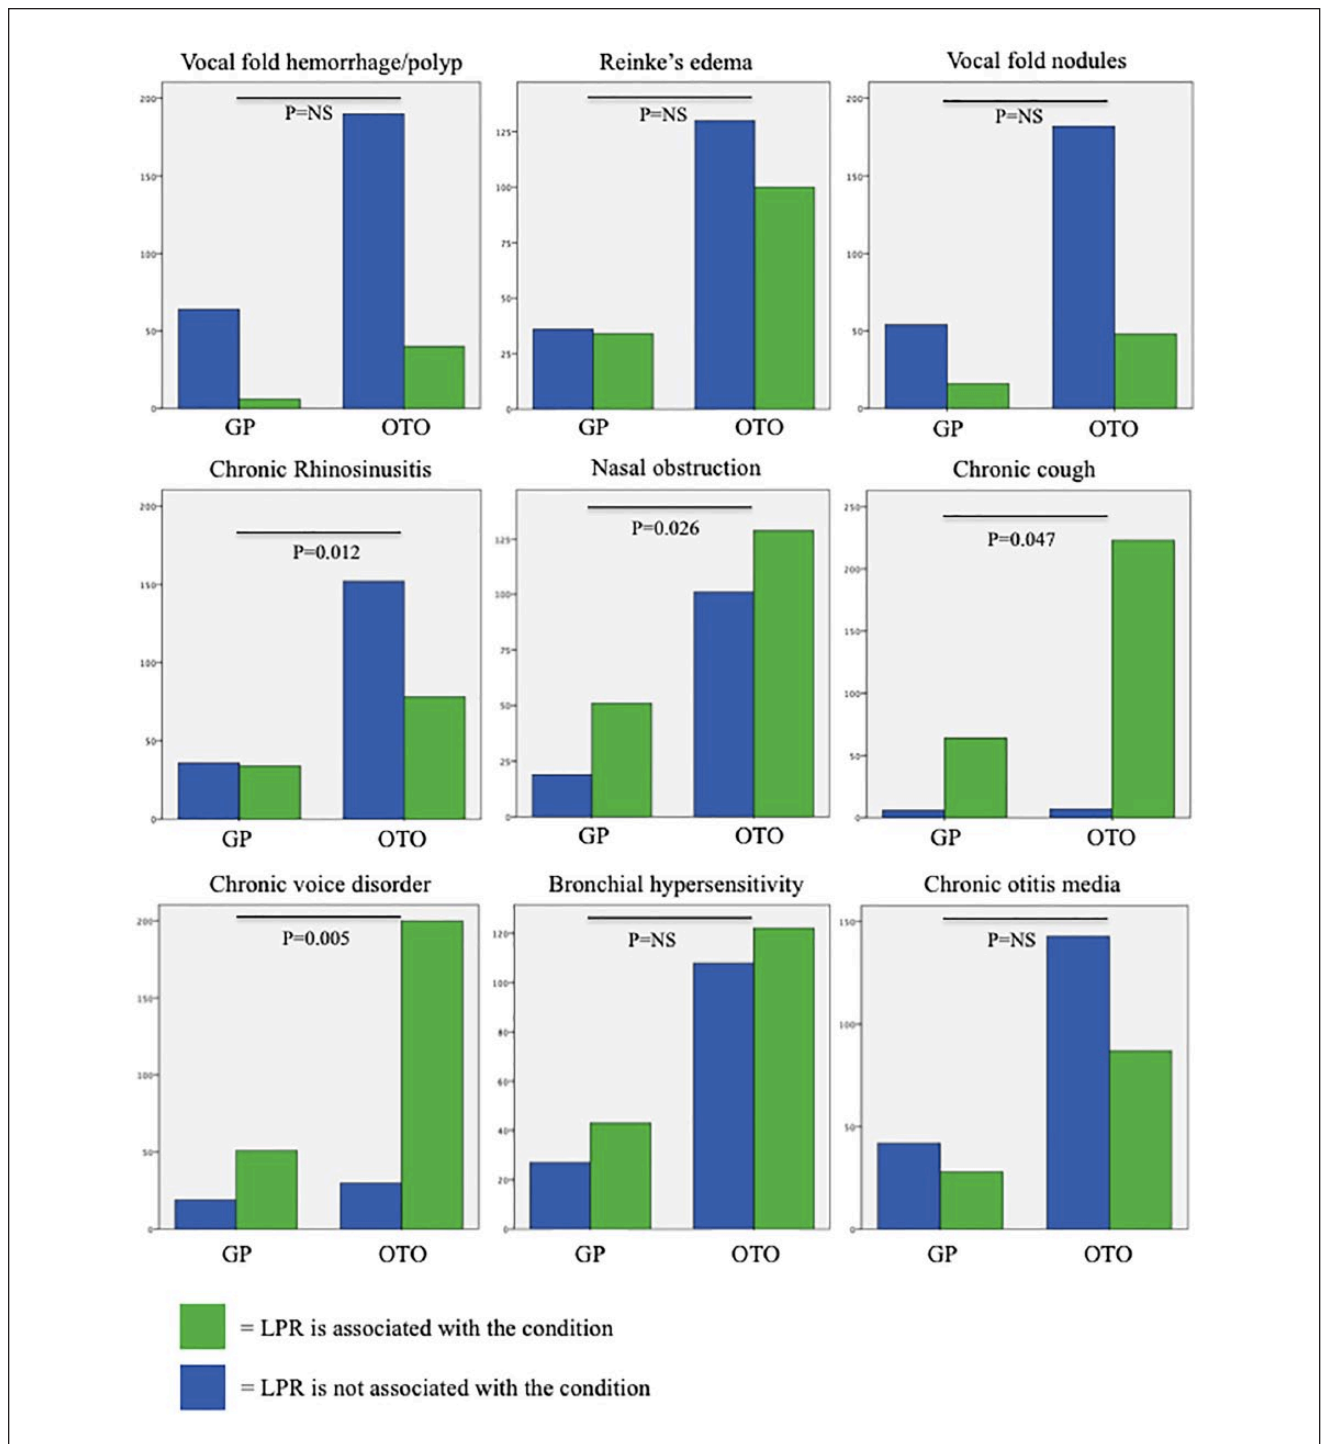 Vocal fold hemorrhage/polyp
200
150
100
50
0
P=NS
GP OTO
Reinke's edema
125
100
75
50
25
0
P=NS
GP OTO
Vocal fold nodules
200
150
100
50
0
P=NS
GP OTO
Chronic Rhinosinusitis
200
150
100
50
0
P=0.012
GP OTO
Nasal obstruction
125
100
75
50
25
0
P=0.026
GP OTO
Chronic cough
250
200
150
100
50
0
P=0.047
GP OTO
Chronic voice disorder
200
150
100
50
0
P=0.005
GP OTO
Bronchial hypersensitivity
120
100
80
60
40
20
0
P=NS
GP OTO
Chronic otitis media
150
100
50
0
P=NS
GP OTO
= LPR is associated with the condition
= LPR is not associated with the condition